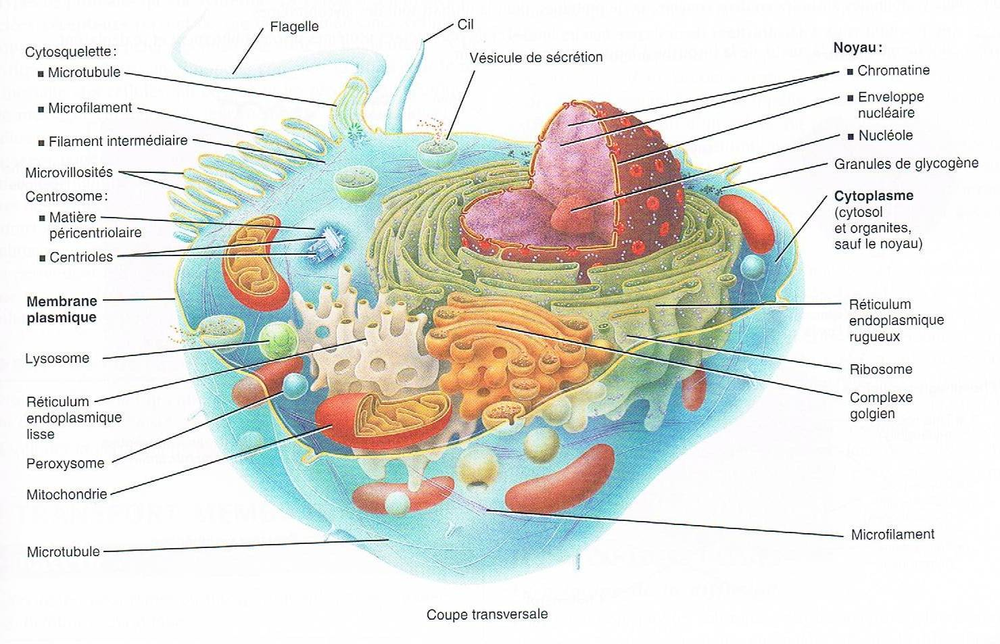 Flagelle
Cil
Vésicule de sécrétion
Cytosquelette:
▪ Microtubule
▪ Microfilament
▪ Filament intermédiaire
Microvillosités
Centrosome:
▪ Matière
péricentriolaire
▪ Centrioles
Membrane
plasmique
Lysosome
Réticulum
endoplasmique
lisse
Peroxysome
Mitochondrie
Microtubule
Noyau:
▪ Chromatine
▪ Enveloppe
nucléaire
▪ Nucléole
Granules de glycogène
Cytoplasme
(cytosol
et organites,
sauf le noyau)
Réticulum
endoplasmique
rugueux
Ribosome
Complexe
golgien
Microfilament
Coupe transversale